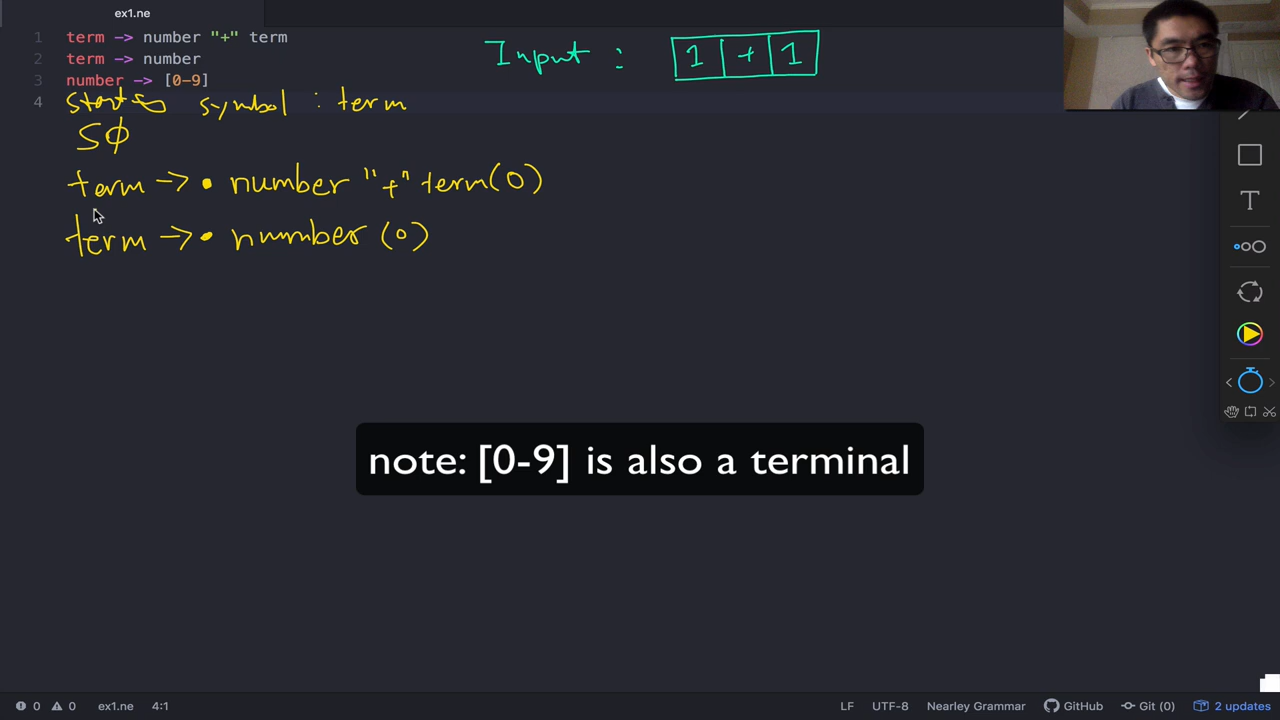 ex1.ne
1 term -> number "+" term
2 term -> number
3 number -> [0-9]
4
Input : 1 + 1
start symbol : term
Sφ
term -> • number "+" term(0)
term -> • number (0)
note: [0-9] is also a terminal
T
0 0 ex1.ne 4:1 LF UTF-8 Nearley Grammar GitHub Git (0) 2 updates